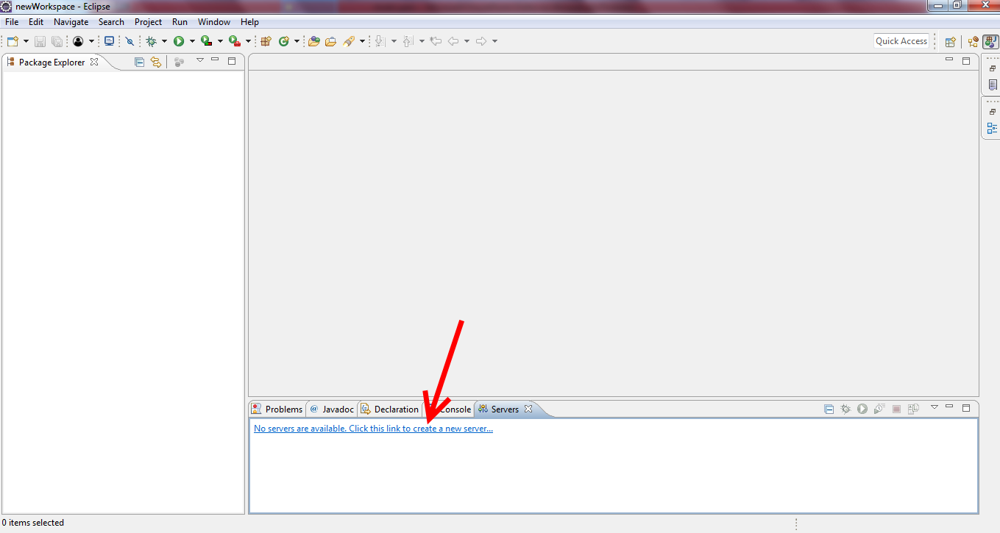 newWorkspace - Eclipse
File Edit Navigate Search Project Run Window Help
Quick Access
Package Explorer
Problems @ Javadoc Declaration Console Servers
No servers are available. Click this link to create a new server...
0 items selected